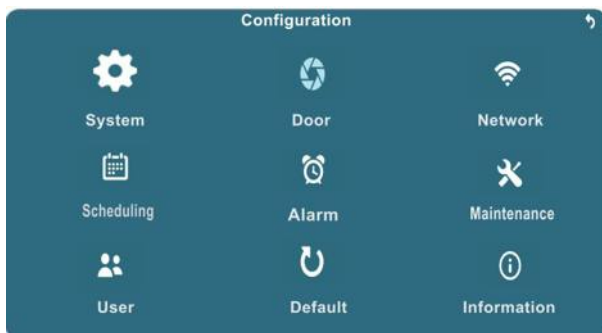 Configuration
System Door Network
Scheduling Alarm Maintenance
User Default Information